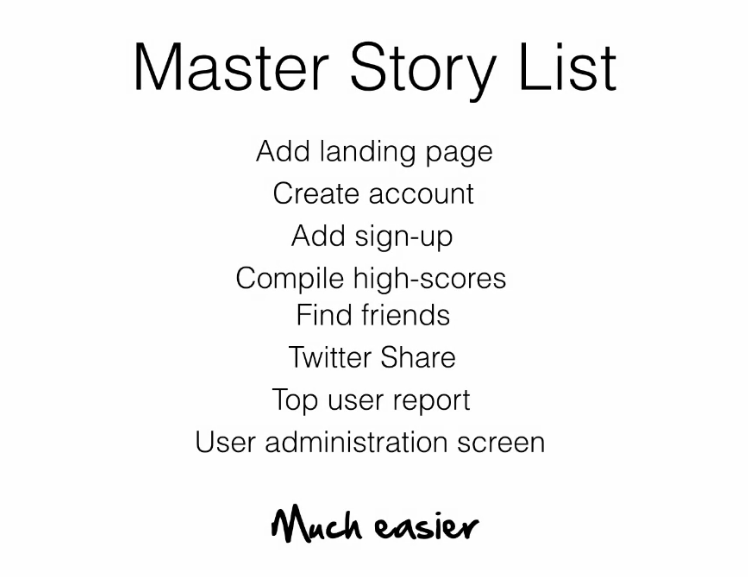 Master Story List
Add landing page
Create account
Add sign-up
Compile high-scores
Find friends
Twitter Share
Top user report
User administration screen
Much easier